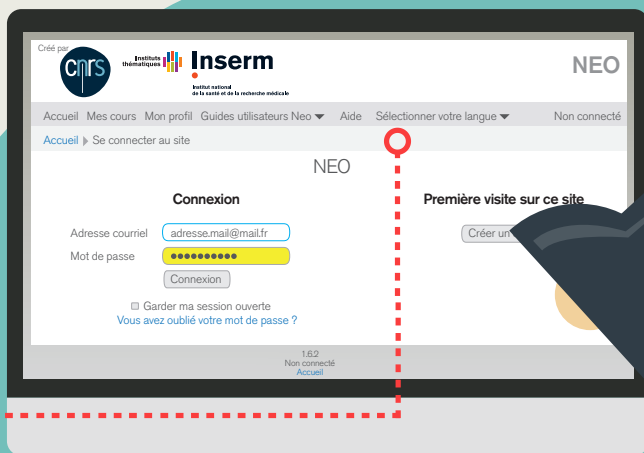 Créé par
cnrs
Instituts
thématiques
Inserm
Institut national
de la santé et de la recherche médicale
NEO
Accueil Mes cours Mon profil Guides utilisateurs Neo Aide Sélectionner votre langue Non connecté
Accueil Se connecter au site
NEO
Connexion
Première visite sur ce site
Adresse courriel adresse.mail@mail.fr
Créer un
Mot de passe ●●●●●●●●●●
Connexion
Garder ma session ouverte
Vous avez oublié votre mot de passe ?
1.6.2
Non connecté
Accueil